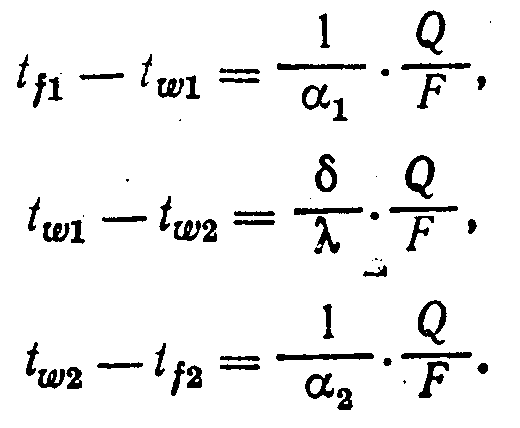 t_{f1} − t_{w1} = \frac{1}{α_1} · \frac{Q}{F},
t_{w1} − t_{w2} = \frac{δ}{λ} · \frac{Q}{F},
t_{w2} − t_{f2} = \frac{1}{α_2} · \frac{Q}{F}.